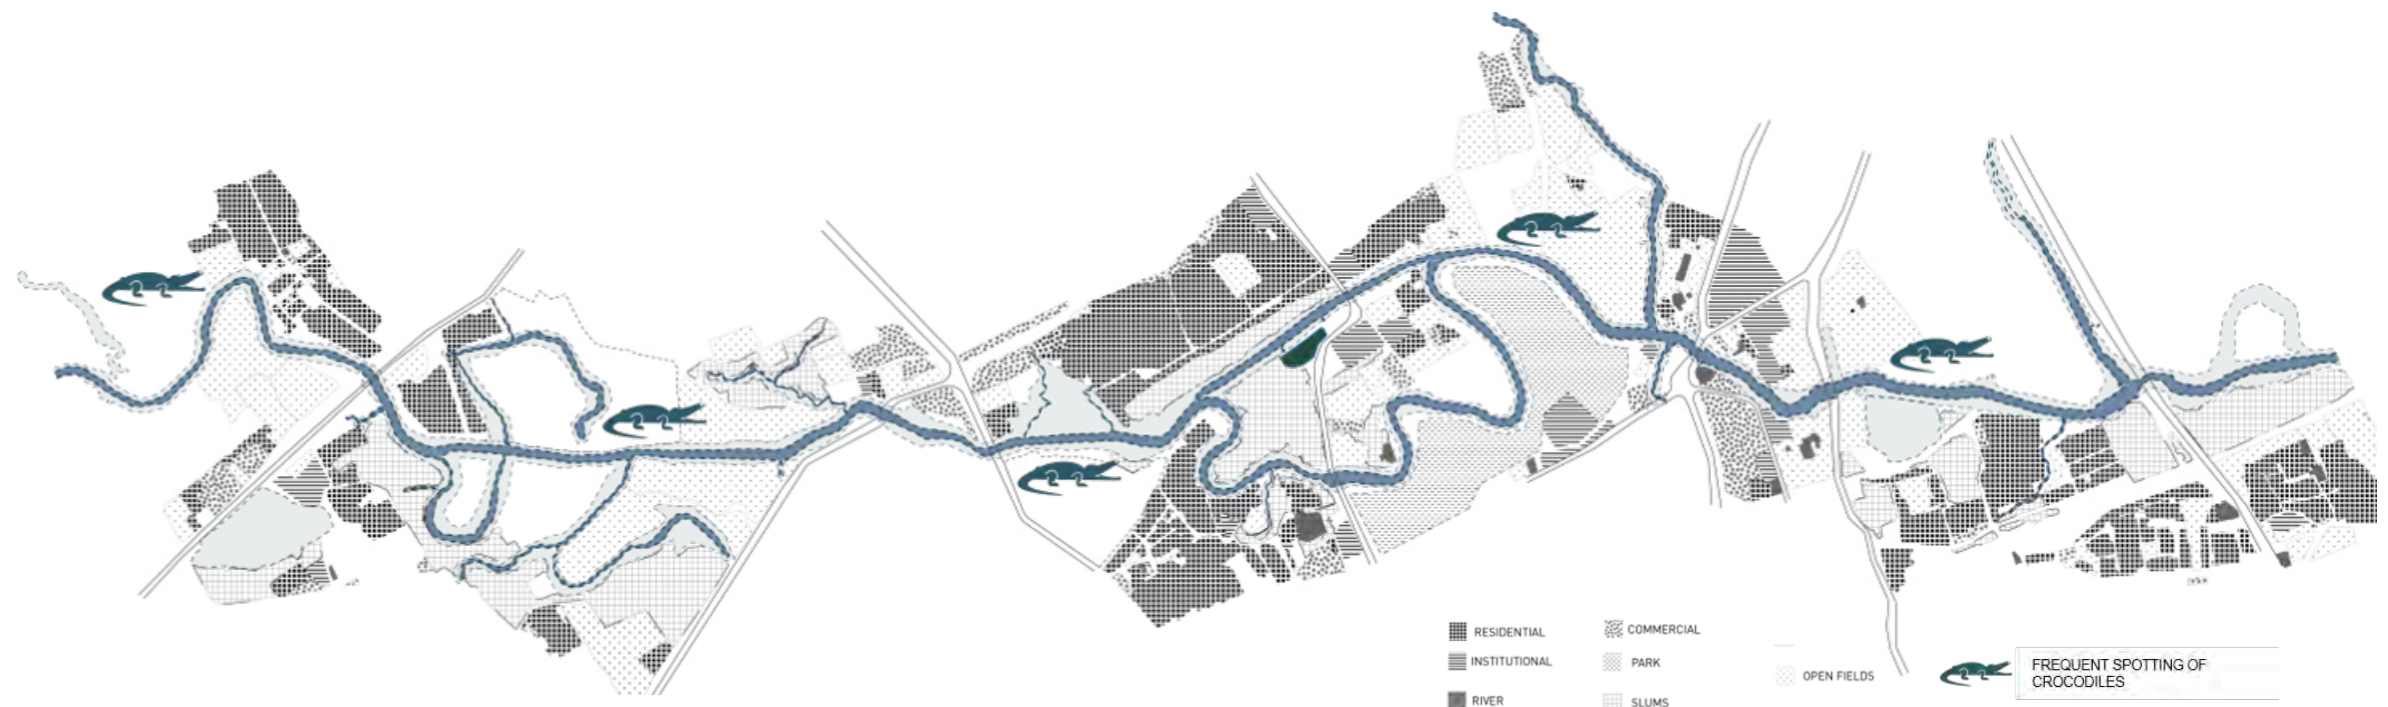 RESIDENTIAL
COMMERCIAL
INSTITUTIONAL
PARK
OPEN FIELDS
RIVER
SLUMS
FREQUENT SPOTTING OF
CROCODILES